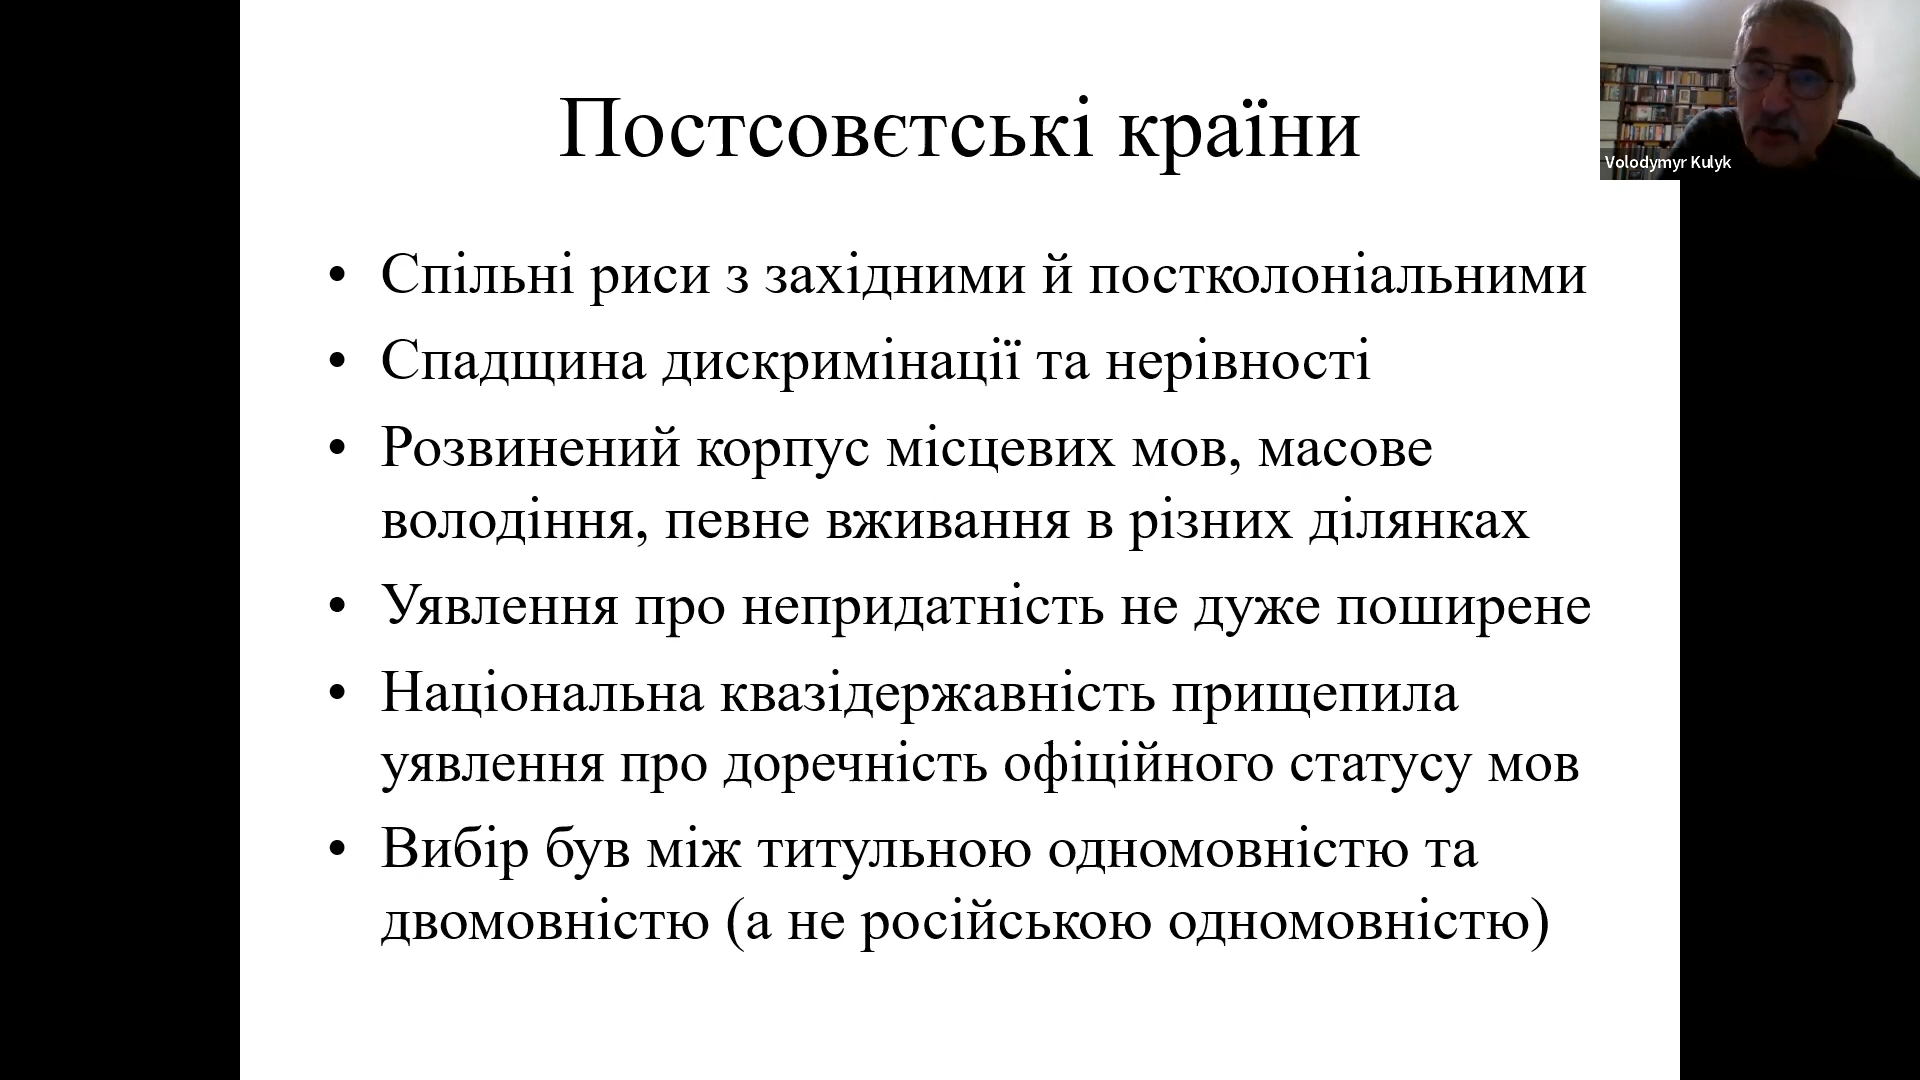 Постсовєтські країни
Volodymyr Kulyk
• Спільні риси з західними й постколоніальними
• Спадщина дискримінації та нерівності
• Розвинений корпус місцевих мов, масове
володіння, певне вживання в різних ділянках
• Уявлення про непридатність не дуже поширене
• Національна квазідержавність прищепила
уявлення про доречність офіційного статусу мов
• Вибір був між титульною одномовністю та
двомовністю (а не російською одномовністю)